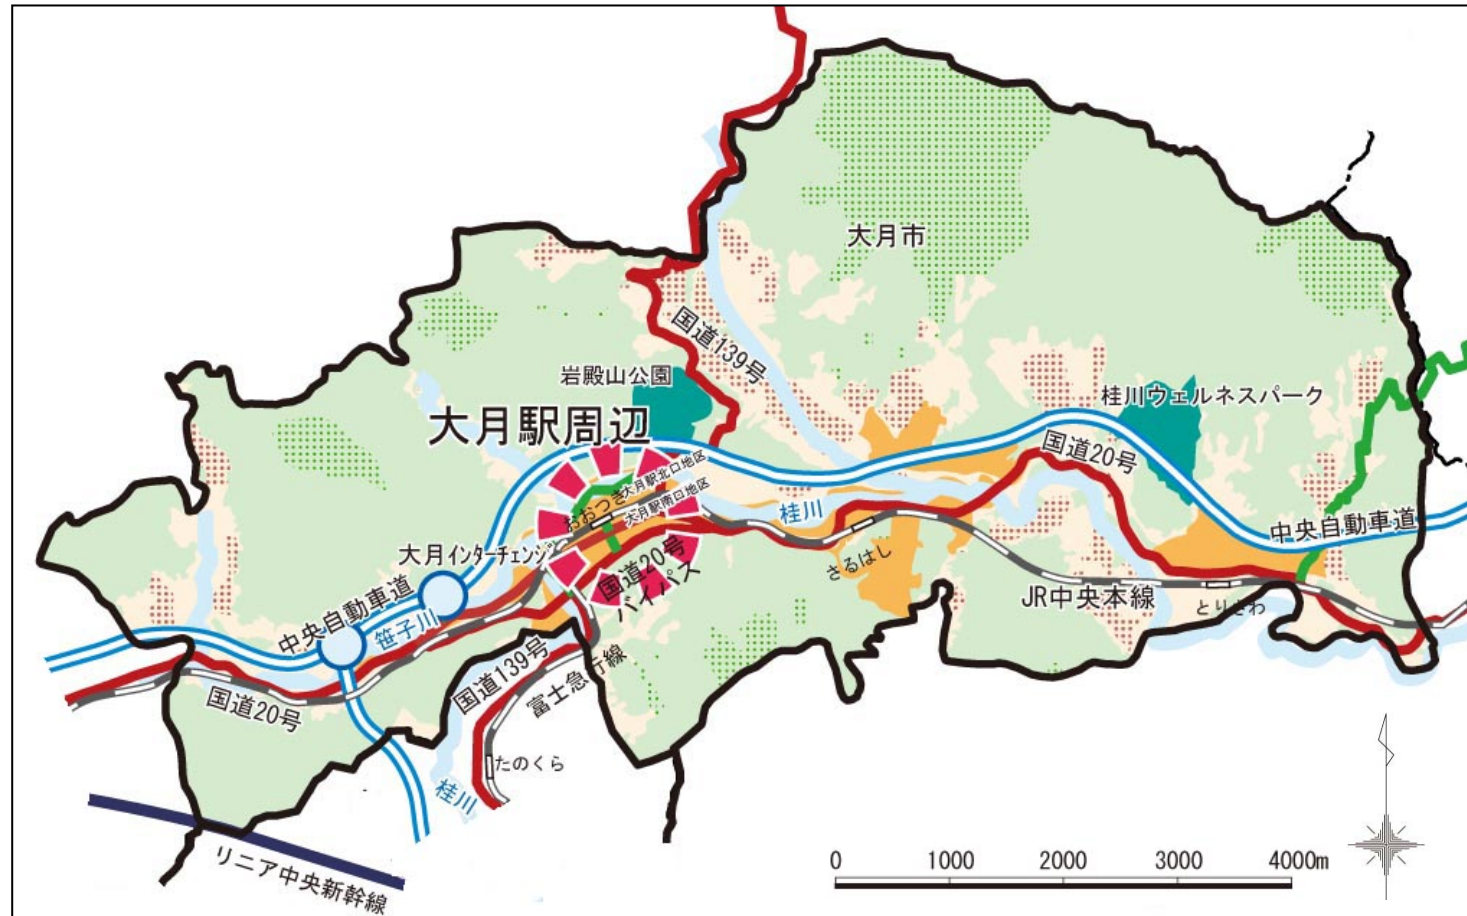 大月市
国道139号
岩殿山公園
大月駅周辺
桂川ウェルネスパーク
国道20号
大月駅北口地区
おおつき
大月駅南口地区
桂川
中央自動車道
大月インターチェンジ
国道20号
バイパス
さるはし
JR中央本線
とりさわ
中央自動車道
笹子川
国道20号
国道139号
富士急行線
たのくら
桂川
リニア中央新幹線
0 1000 2000 3000 4000m